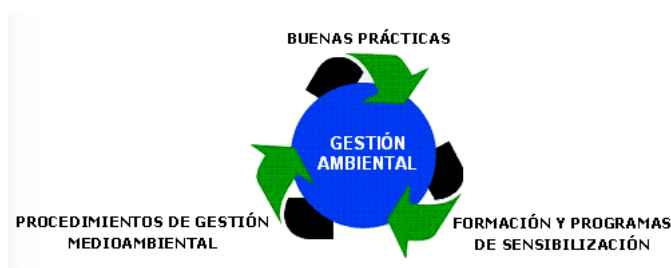 BUENAS PRÁCTICAS
GESTIÓN
AMBIENTAL
PROCEDIMIENTOS DE GESTIÓN
MEDIOAMBIENTAL
FORMACIÓN Y PROGRAMAS
DE SENSIBILIZACIÓN